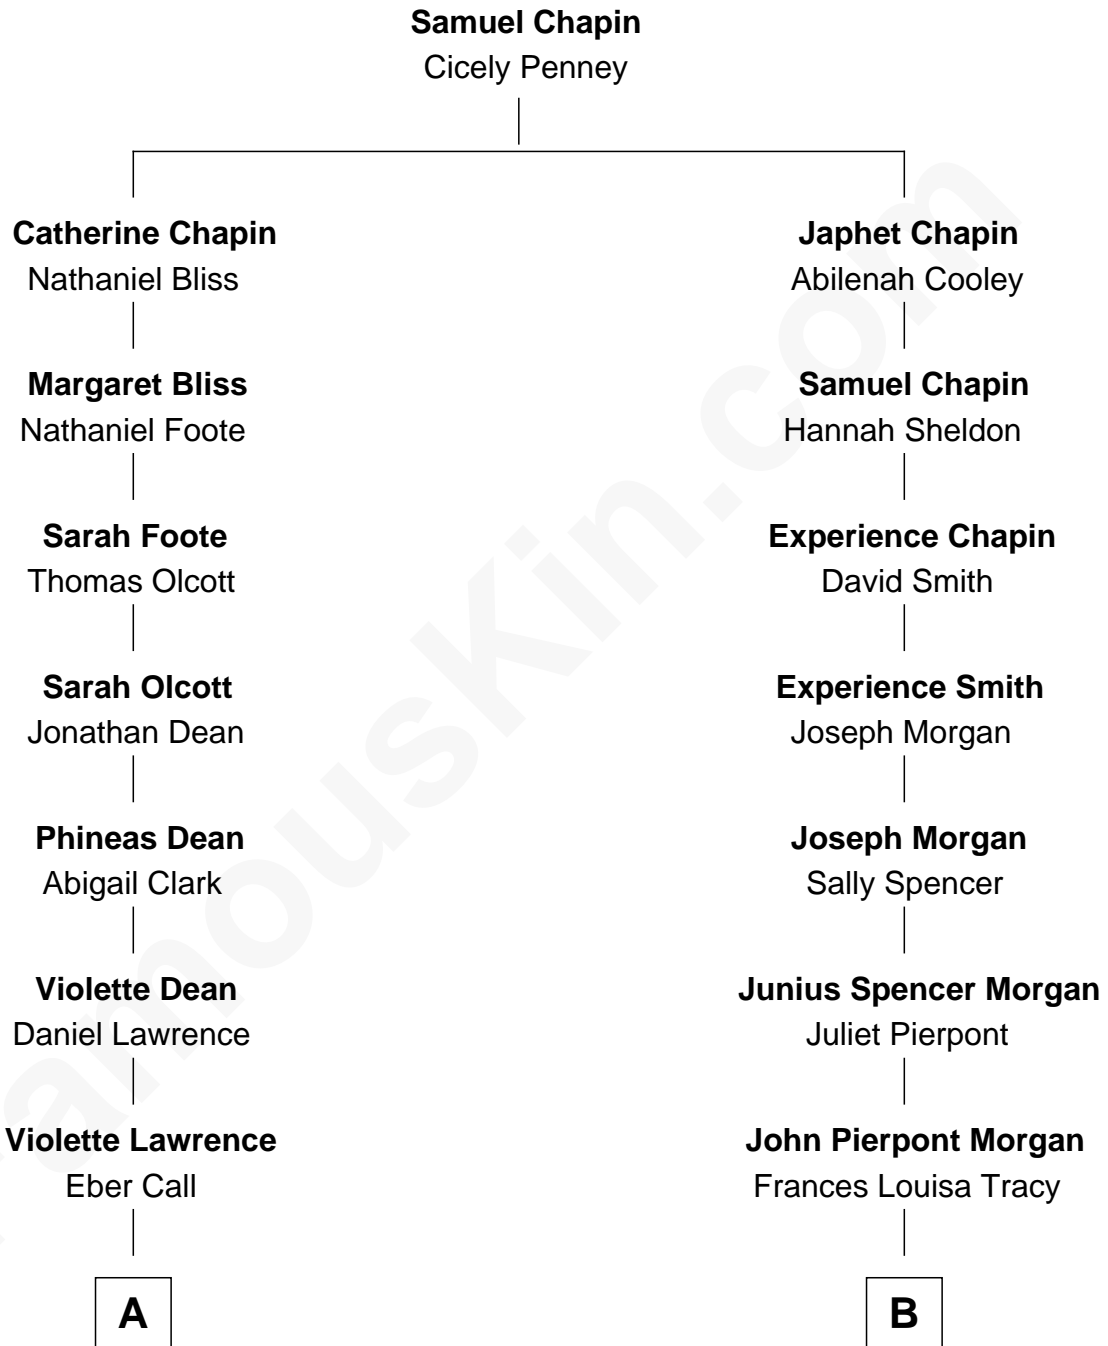 Samuel Chapin
Cicely Penney
Catherine Chapin
Nathaniel Bliss
Japhet Chapin
Abilenah Cooley
Margaret Bliss
Nathaniel Foote
Samuel Chapin
Hannah Sheldon
Sarah Foote
Thomas Olcott
Experience Chapin
David Smith
Sarah Olcott
Jonathan Dean
Experience Smith
Joseph Morgan
Phineas Dean
Abigail Clark
Joseph Morgan
Sally Spencer
Violette Dean
Daniel Lawrence
Junius Spencer Morgan
Juliet Pierpont
Violette Lawrence
Eber Call
John Pierpont Morgan
Frances Louisa Tracy
A
B
FamousKin.com